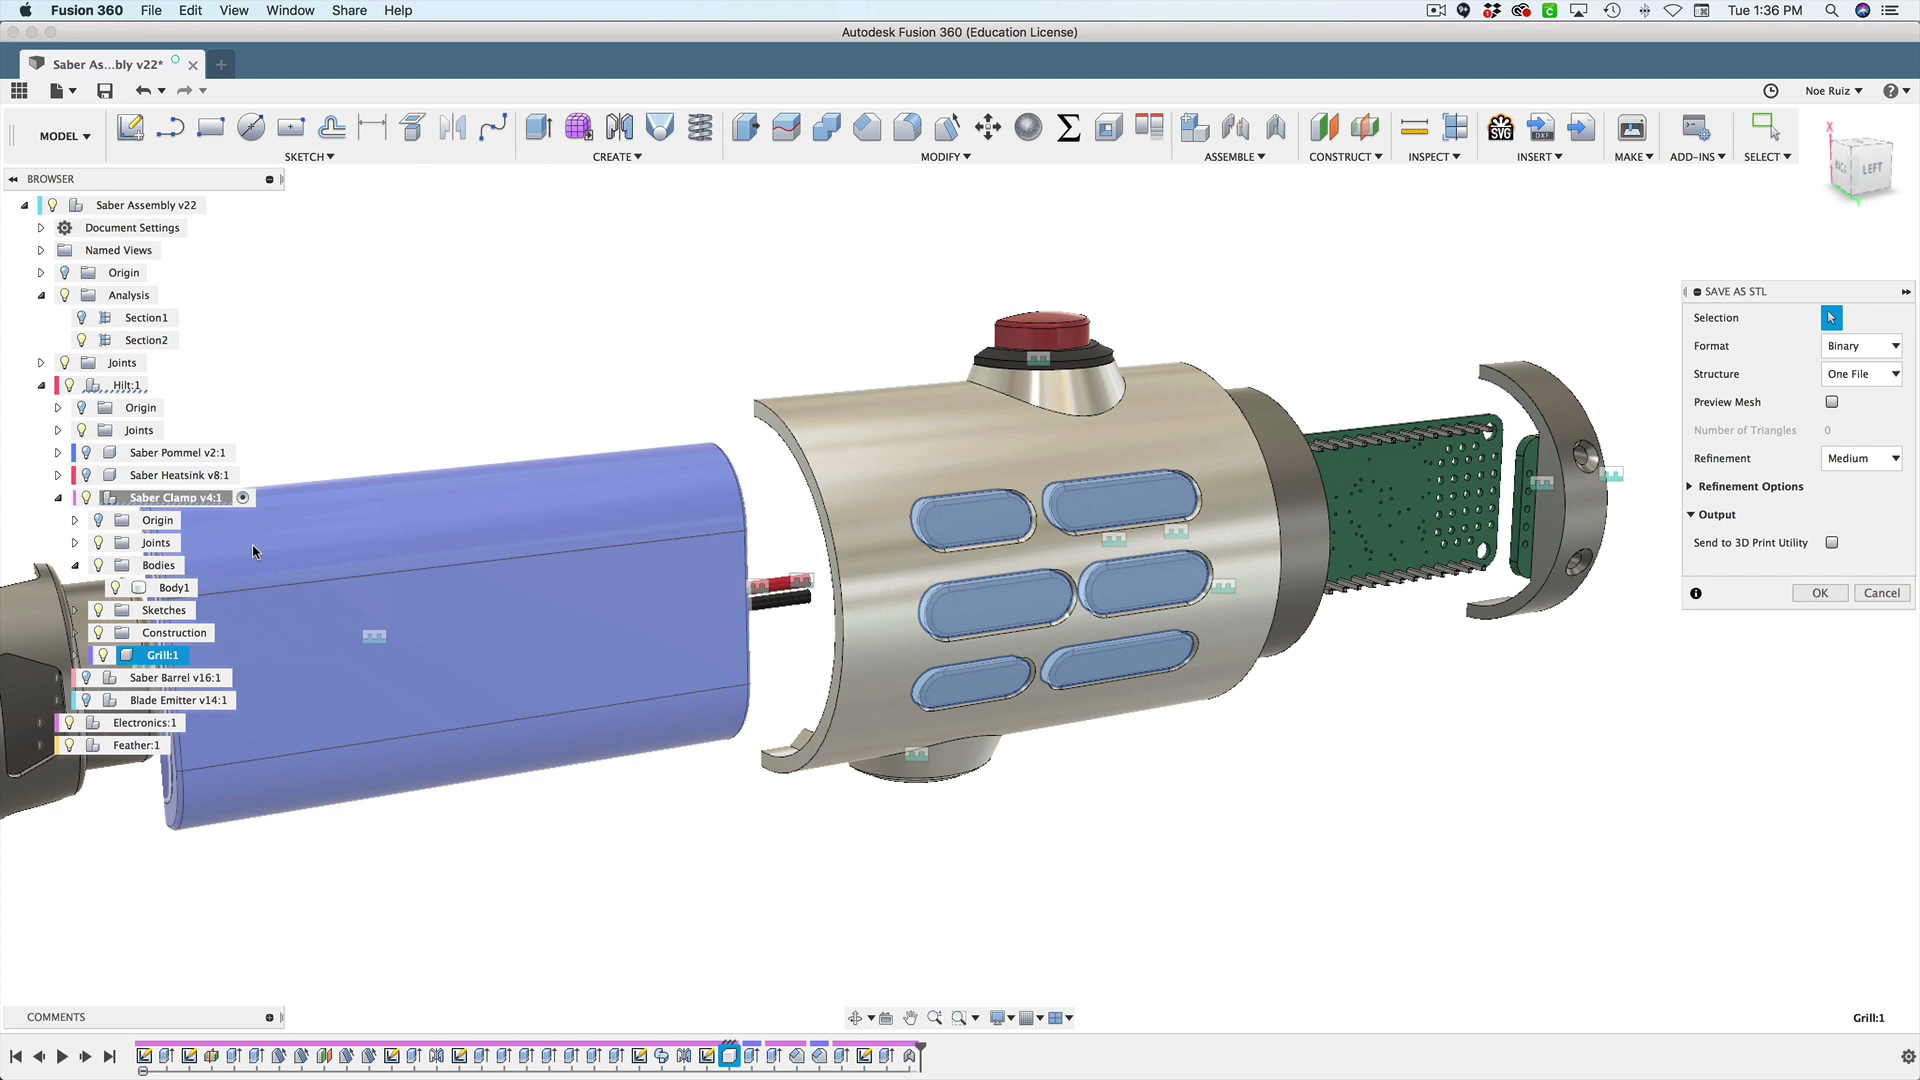 Fusion 360 File Edit View Window Share Help Tue 1:36 PM
Autodesk Fusion 360 (Education License)
Saber As...bly v22*
Noe Ruiz
MODEL
SVG DXF
SKETCH CREATE MODIFY ASSEMBLE CONSTRUCT INSPECT INSERT MAKE ADD-INS SELECT
X
BACK LEFT
Y
BROWSER
Saber Assembly v22
Document Settings
Named Views
Origin
Analysis
Section1
Section2
Joints
Hilt:1
Origin
Joints
Saber Pommel v2:1
Saber Heatsink v8:1
Saber Clamp v4:1
Origin
Joints
Bodies
Body1
Sketches
Construction
Grill:1
Saber Barrel v16:1
Blade Emitter v14:1
Electronics:1
Feather:1
SAVE AS STL
Selection
Format Binary
Structure One File
Preview Mesh
Number of Triangles 0
Refinement Medium
Refinement Options
Output
Send to 3D Print Utility
OK Cancel
COMMENTS
Grill:1